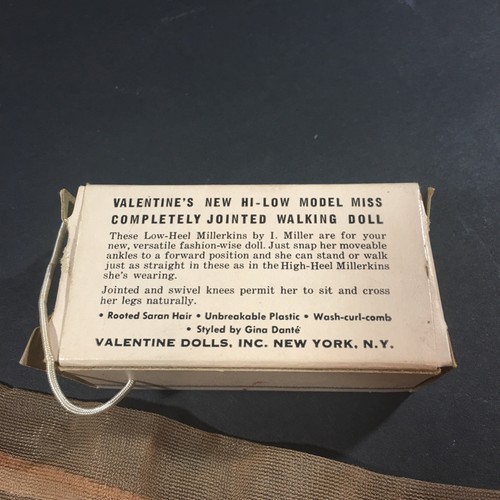 VALENTINE'S NEW HI-LOW MODEL MISS
COMPLETELY JOINTED WALKING DOLL
These Low-Heel Millerkins by I. Miller are for your
new, versatile fashion-wise doll. Just snap her moveable
ankles to a forward position and she can stand or walk
just as straight in these as in the High-Heel Millerkins
she's wearing.
Jointed and swivel knees permit her to sit and cross
her legs naturally.
• Rooted Saran Hair • Unbreakable Plastic • Wash-curl-comb
• Styled by Gina Danté
VALENTINE DOLLS, INC. NEW YORK, N.Y.